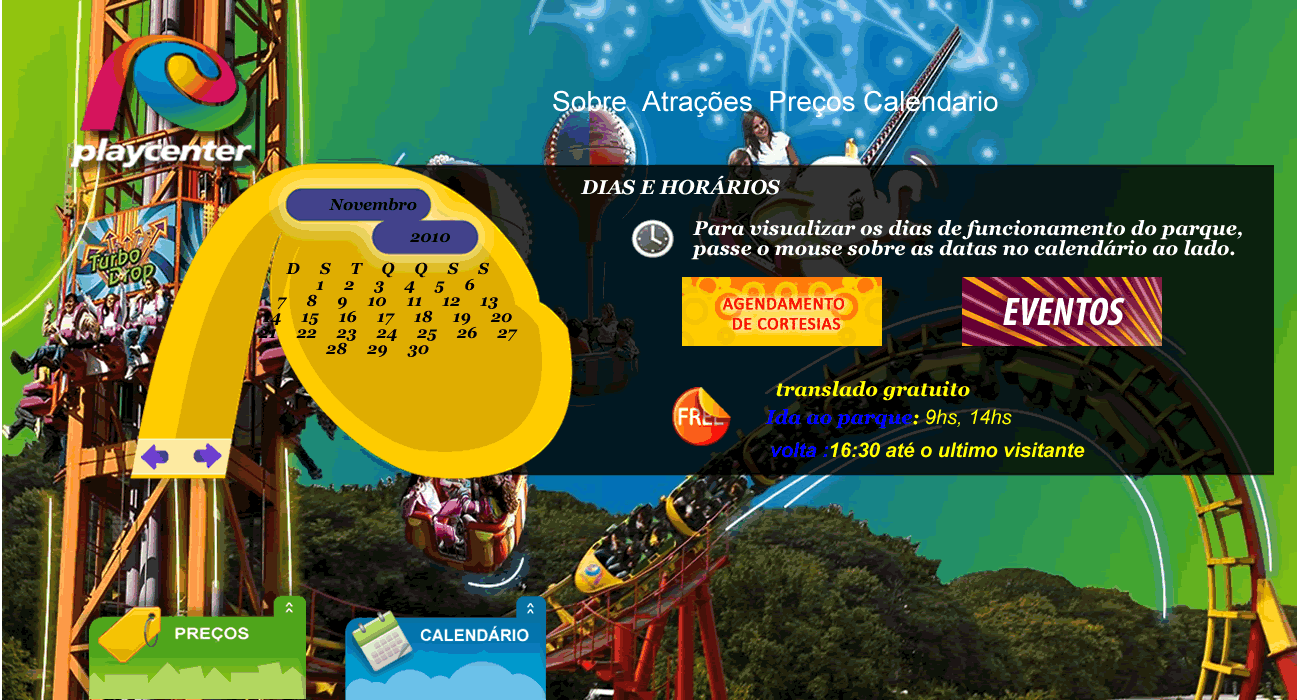 Sobre Atrações Preços Calendario
playcenter
DIAS E HORÁRIOS
Novembro
2010
Para visualizar os dias de funcionamento do parque,
passe o mouse sobre as datas no calendário ao lado.
Turbo
Drop
D S T Q Q S S
1 2 3 4 5 6
7 8 9 10 11 12 13
14 15 16 17 18 19 20
21 22 23 24 25 26 27
28 29 30
AGENDAMENTO
DE CORTESIAS
EVENTOS
FREE
translado gratuito
Ida ao parque: 9hs, 14hs
volta :16:30 até o ultimo visitante
PREÇOS
CALENDÁRIO